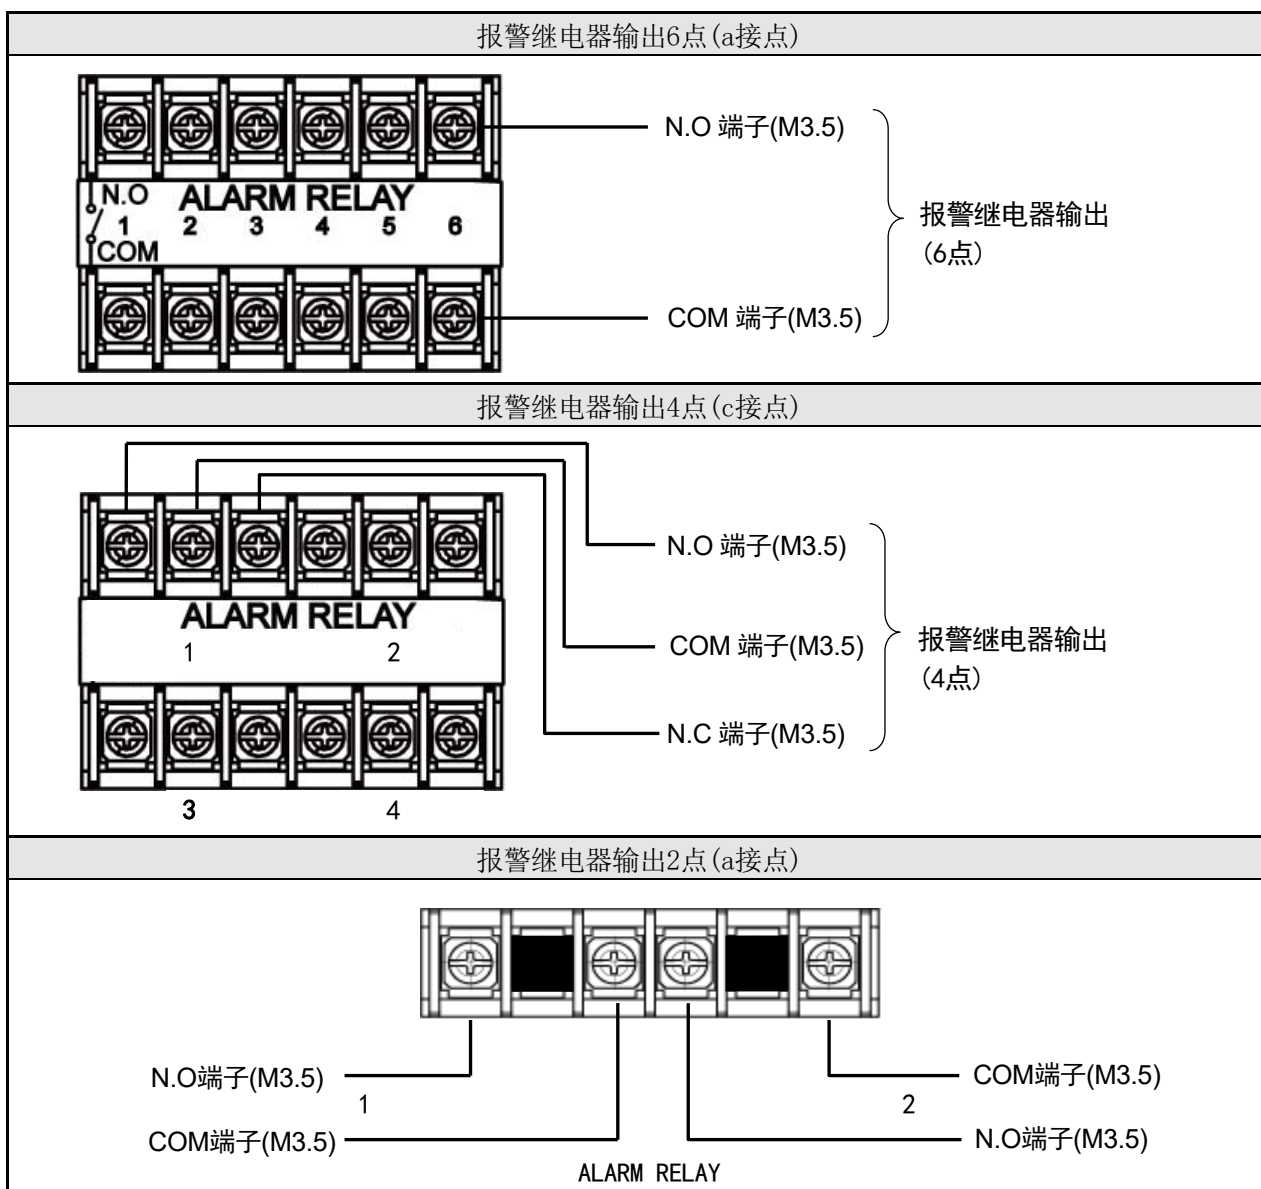 报警继电器输出6点(a接点)
N.O 端子(M3.5)
N.O ALARM RELAY
1 2 3 4 5 6
COM
报警继电器输出
(6点)
COM 端子(M3.5)
报警继电器输出4点(c接点)
N.O 端子(M3.5)
ALARM RELAY
1 2
COM 端子(M3.5)
报警继电器输出
(4点)
N.C 端子(M3.5)
3 4
报警继电器输出2点(a接点)
N.O端子(M3.5)
1
COM端子(M3.5)
COM端子(M3.5)
2
N.O端子(M3.5)
ALARM RELAY